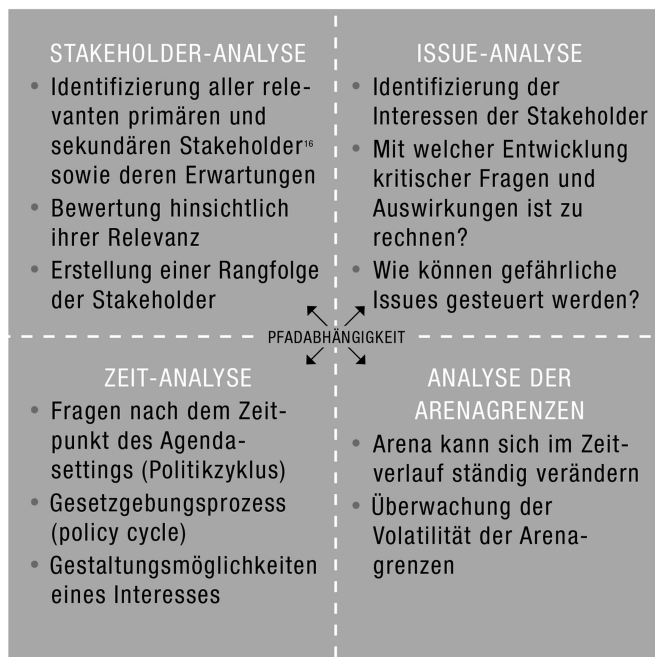 STAKEHOLDER-ANALYSE
• Identifizierung aller rele-
vanten primären und
sekundären Stakeholder¹⁶
sowie deren Erwartungen
• Bewertung hinsichtlich
ihrer Relevanz
• Erstellung einer Rangfolge
der Stakeholder
ISSUE-ANALYSE
• Identifizierung der
Interessen der Stakeholder
• Mit welcher Entwicklung
kritischer Fragen und
Auswirkungen ist zu
rechnen?
• Wie können gefährliche
Issues gesteuert werden?
PFADABHÄNGIGKEIT
ZEIT-ANALYSE
• Fragen nach dem Zeit-
punkt des Agenda-
settings (Politikzyklus)
• Gesetzgebungsprozess
(policy cycle)
• Gestaltungsmöglichkeiten
eines Interesses
ANALYSE DER
ARENAGRENZEN
• Arena kann sich im Zeit-
verlauf ständig verändern
• Überwachung der
Volatilität der Arena-
grenzen